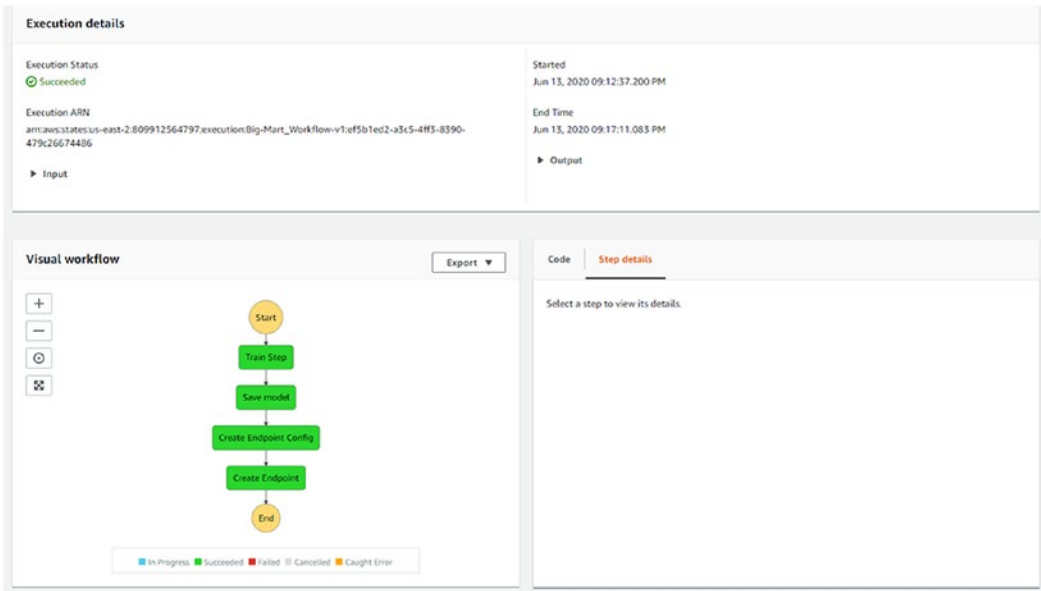 Execution details
Execution Status
Succeeded
Started
Jun 13, 2020 09:12:37.200 PM
Execution ARN
arn:aws:states:us-east-2:809912564797:execution:Big-Mart_Workflow-v1:ef5b1ed2-a3c5-4ff3-8390-
479c26674486
End Time
Jun 13, 2020 09:17:11.083 PM
Input
Output
Visual workflow
Export
Start
Train Step
Save model
Create Endpoint Config
Create Endpoint
End
In Progress Succeeded Failed Cancelled Caught Error
Code Step details
Select a step to view its details.